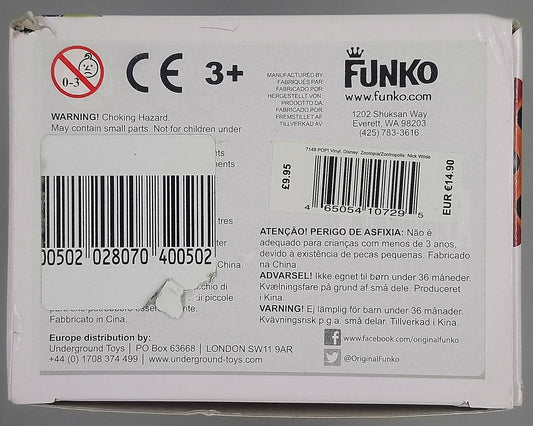 0-3
CE 3+
MANUFACTURED BY:
FABRIQUÉ PAR:
FABRICADO POR:
HERGESTELLT VON:
PRODOTTO DA:
FABRICADO POR:
FREMSTILLET AF:
TILLVERKAD AV:
FUNKO
www.funko.com
1202 Shuksan Way
Everett, WA 98203
(425) 783-3616
WARNING! Choking Hazard.
May contain small parts. Not for children under
7149 POP! Vinyl: Disney: Zootopia/Zootropolis: Nick Wilde
£9.95
4 65054 10729 5
EUR €14.90
00502 028070 400502
tres
China.
chio di
ui piccole
Fabbricato in Cina.
ATENÇÃO! PERIGO DE ASFIXIA: Não é
adequado para crianças com menos de 3 anos,
devido á existência de peças pequenas. Fabricado
na China.
ADVARSEL! Ikke egnet til børn under 36 måneder.
Kvælningsfare på grund af små dele. Produceret
i Kina.
VARNING! Ej lämplig för barn under 36 månader.
Kvävningsrisk p.g.a. små delar. Tillverkad i Kina.
Europe distribution by:
Underground Toys | PO Box 63668 | LONDON SW11 9AR
+44 (0) 1708 374 499 | www.underground-toys.com
www.facebook.com/originalfunko
@OriginalFunko